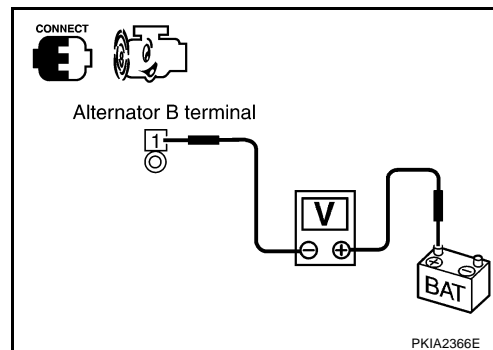 CONNECT
Alternator B terminal
1
V
BAT
PKIA2366E